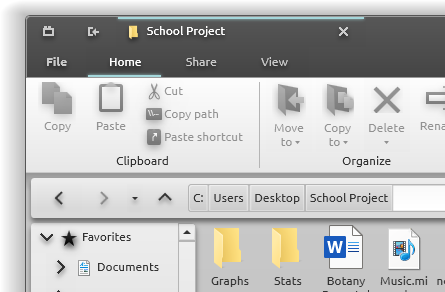 School Project
File Home Share View
Copy Paste Cut
Copy path
Paste shortcut
Move to Copy to Delete
Clipboard Organize
C: Users Desktop School Project
Favorites
Documents
Graphs Stats Botany Music.mi